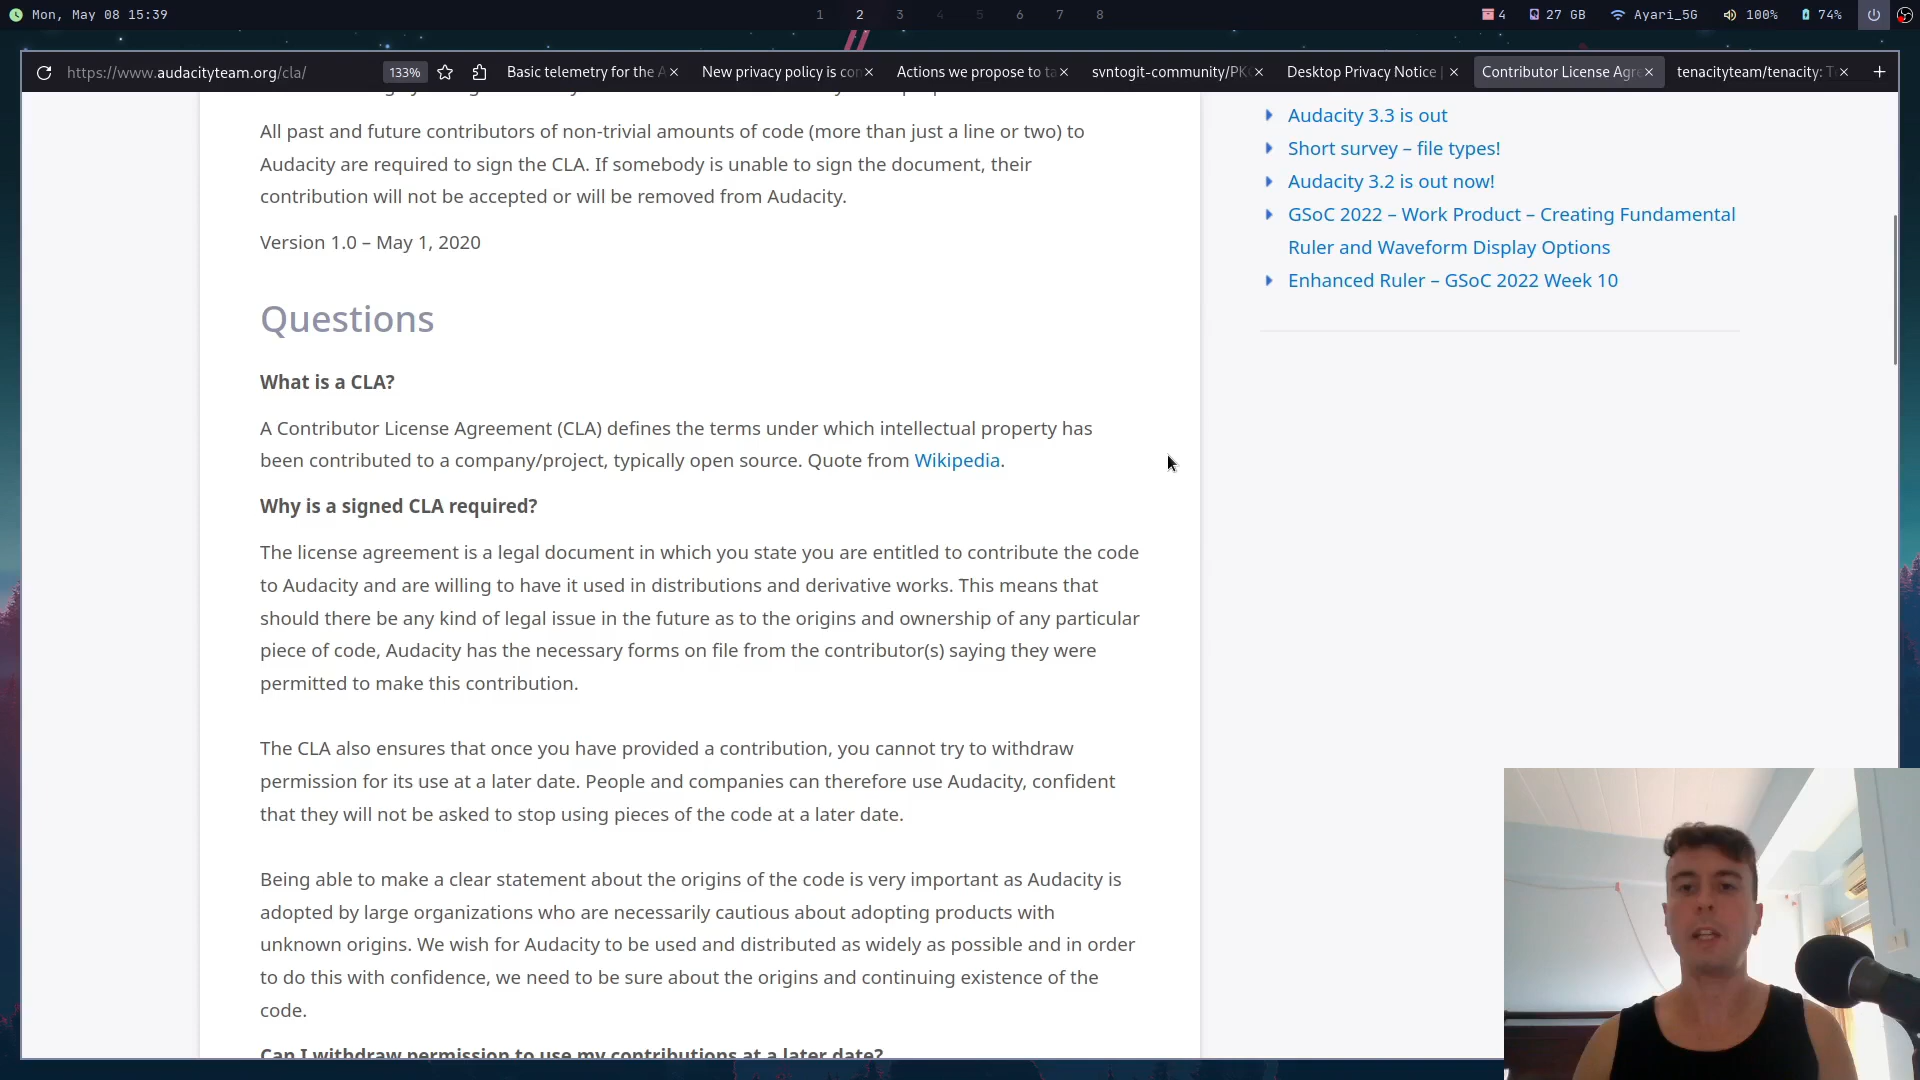 Mon, May 08 15:39
1 2 3 4 5 6 7 8
4 27 GB Ayari_5G 100% 74%
https://www.audacityteam.org/cla/ 133%
Basic telemetry for the
New privacy policy is con
Actions we propose to ta
svntogit-community/PK
Desktop Privacy Notice |
Contributor License Agre
tenacityteam/tenacity: T
All past and future contributors of non-trivial amounts of code (more than just a line or two) to
Audacity are required to sign the CLA. If somebody is unable to sign the document, their
contribution will not be accepted or will be removed from Audacity.
Version 1.0 – May 1, 2020
Questions
What is a CLA?
A Contributor License Agreement (CLA) defines the terms under which intellectual property has
been contributed to a company/project, typically open source. Quote from Wikipedia.
Why is a signed CLA required?
The license agreement is a legal document in which you state you are entitled to contribute the code
to Audacity and are willing to have it used in distributions and derivative works. This means that
should there be any kind of legal issue in the future as to the origins and ownership of any particular
piece of code, Audacity has the necessary forms on file from the contributor(s) saying they were
permitted to make this contribution.
The CLA also ensures that once you have provided a contribution, you cannot try to withdraw
permission for its use at a later date. People and companies can therefore use Audacity, confident
that they will not be asked to stop using pieces of the code at a later date.
Being able to make a clear statement about the origins of the code is very important as Audacity is
adopted by large organizations who are necessarily cautious about adopting products with
unknown origins. We wish for Audacity to be used and distributed as widely as possible and in order
to do this with confidence, we need to be sure about the origins and continuing existence of the
code.
Can I withdraw permission to use my contributions at a later date?
Audacity 3.3 is out
Short survey – file types!
Audacity 3.2 is out now!
GSoC 2022 – Work Product – Creating Fundamental
Ruler and Waveform Display Options
Enhanced Ruler – GSoC 2022 Week 10